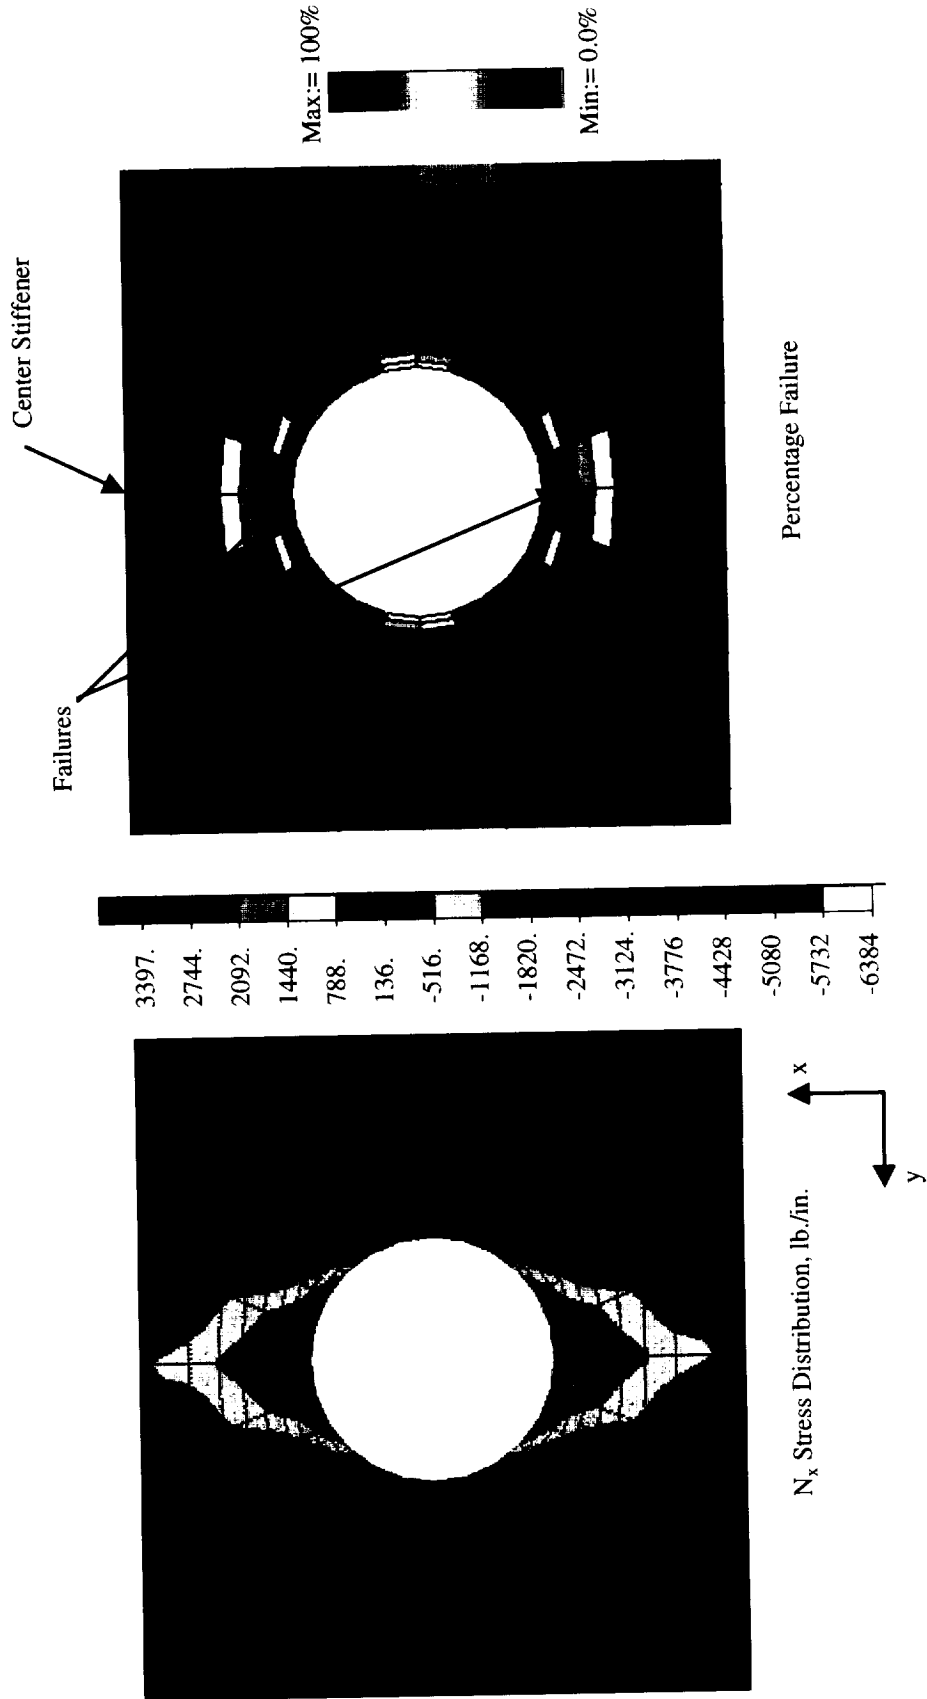 3397.
2744.
2092.
1440.
788.
136.
-516.
-1168.
-1820.
-2472.
-3124.
-3776
-4428
-5080
-5732
-6384
x
y
Nx Stress Distribution, lb./in.
Failures
Center Stiffener
Max:= 100%
Min:= 0.0%
Percentage Failure